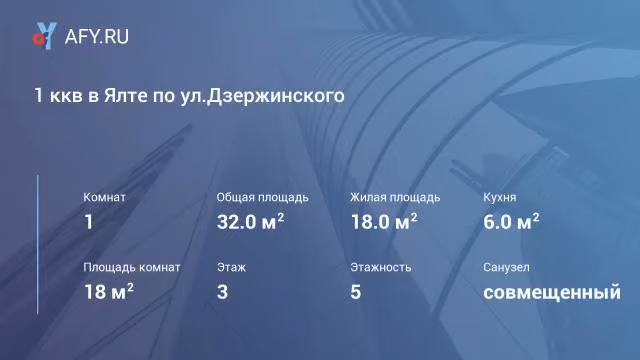 AFY.RU
1 ккв в Ялте по ул.Дзержинского
Комнат Общая площадь Жилая площадь Кухня
1 32.0 м² 18.0 м² 6.0 м²
Площадь комнат Этаж Этажность Санузел
18 м² 3 5 совмещенный